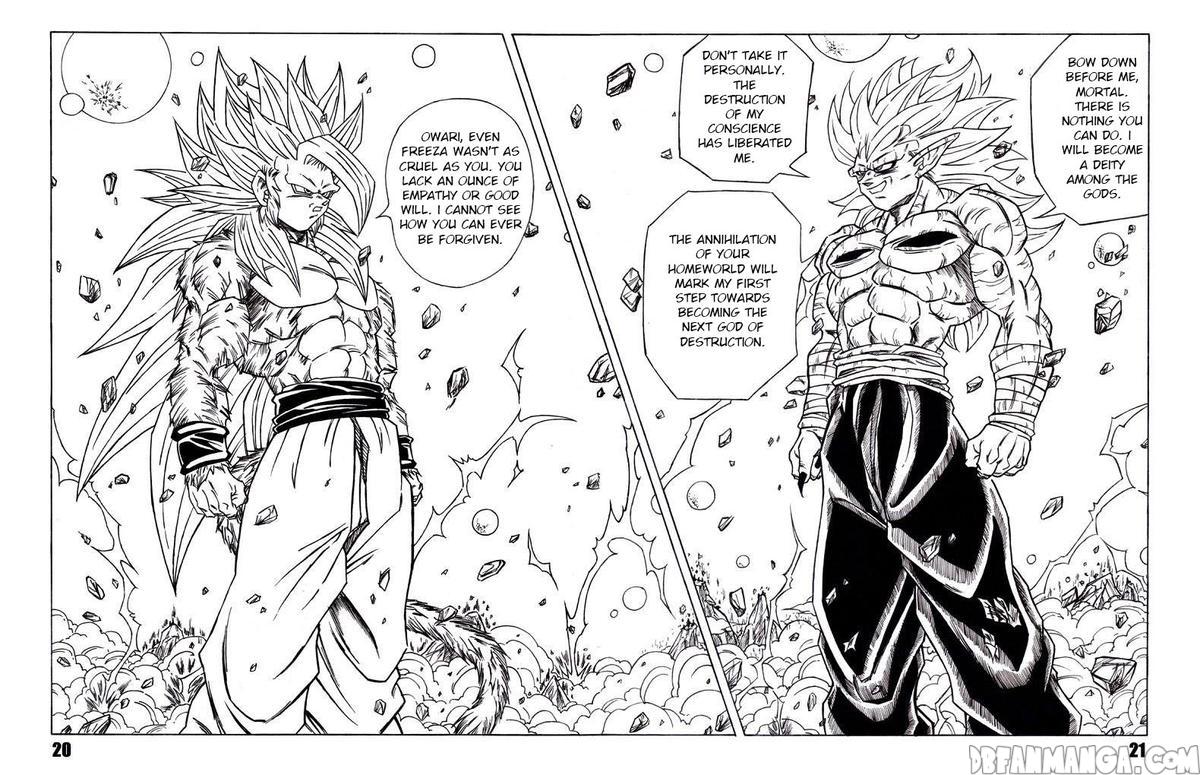 OWARI, EVEN
FREEZA WASN'T AS
CRUEL AS YOU. YOU
LACK AN OUNCE OF
EMPATHY OR GOOD
WILL. I CANNOT SEE
HOW YOU CAN EVER
BE FORGIVEN.
DON'T TAKE IT
PERSONALLY.
THE
DESTRUCTION
OF MY
CONSCIENCE
HAS LIBERATED
ME.
THE ANNIHILATION
OF YOUR
HOMEWORLD WILL
MARK MY FIRST
STEP TOWARDS
BECOMING THE
NEXT GOD OF
DESTRUCTION.
BOW DOWN
BEFORE ME,
MORTAL.
THERE IS
NOTHING YOU
CAN DO. I
WILL BECOME
A DEITY
AMONG THE
GODS.
20
21
DBFANMANGA.COM